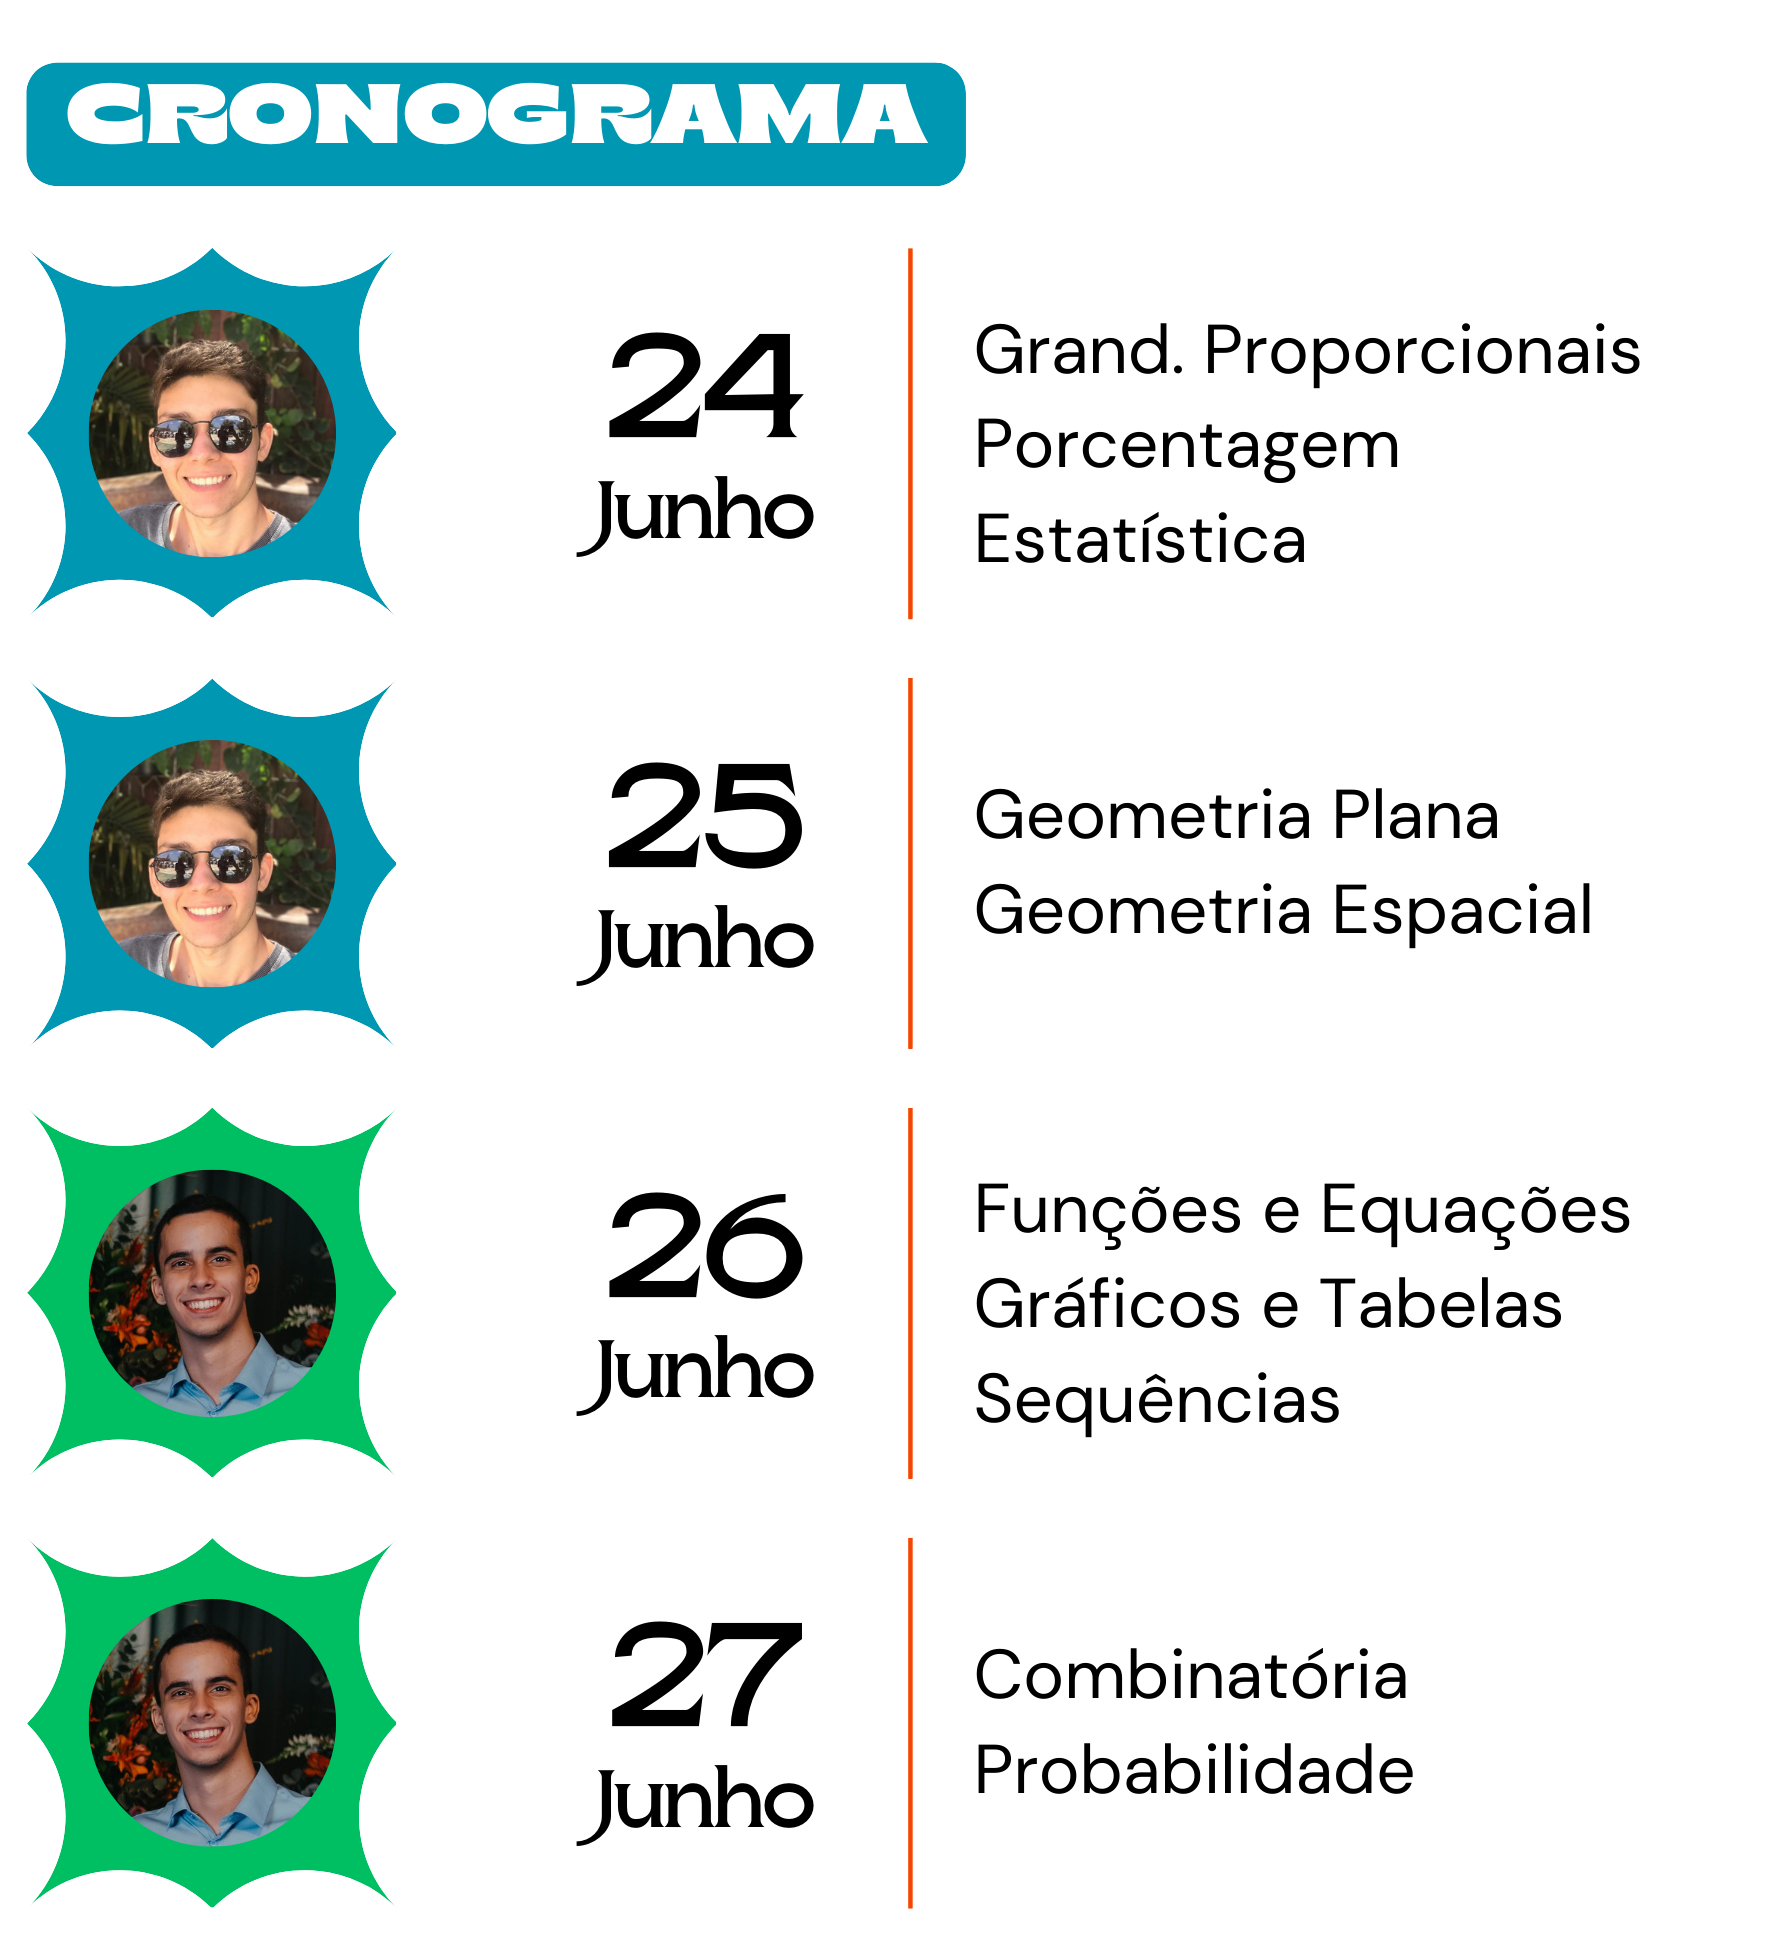 CRONOGRAMA
24
Junho
Grand. Proporcionais
Porcentagem
Estatística
25
Junho
Geometria Plana
Geometria Espacial
26
Junho
Funções e Equações
Gráficos e Tabelas
Sequências
27
Junho
Combinatória
Probabilidade